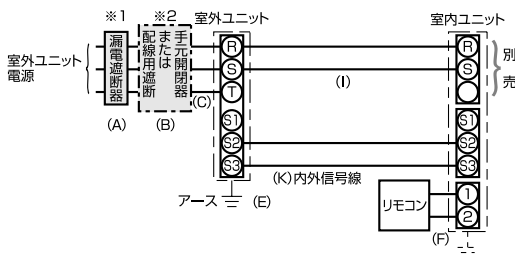 ※1
※2
室外ユニット
室内ユニット
室外ユニット
電源
漏電遮断器
配線用遮断
または
手元開閉器
R
S
T
S1
S2
S3
R
S
S1
S2
S3
1
2
別
売
(A)
(B)
(C)
(I)
(K)内外信号線
アース
(E)
リモコン
(F)